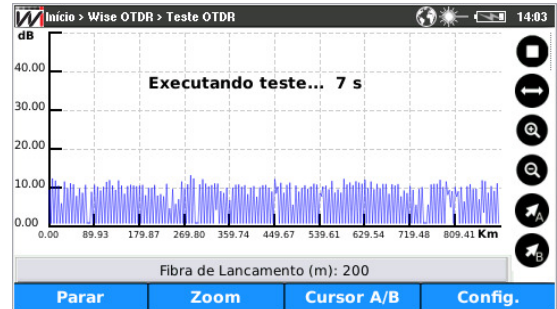 Início > Wise OTDR > Teste OTDR 14:03
dB
40.00
Executando teste... 7 s
30.00
20.00
10.00
0.00
0.00 89.93 179.87 269.80 359.74 449.67 539.61 629.54 719.48 809.41 Km
A
B
Fibra de Lancamento (m): 200
Parar Zoom Cursor A/B Config.